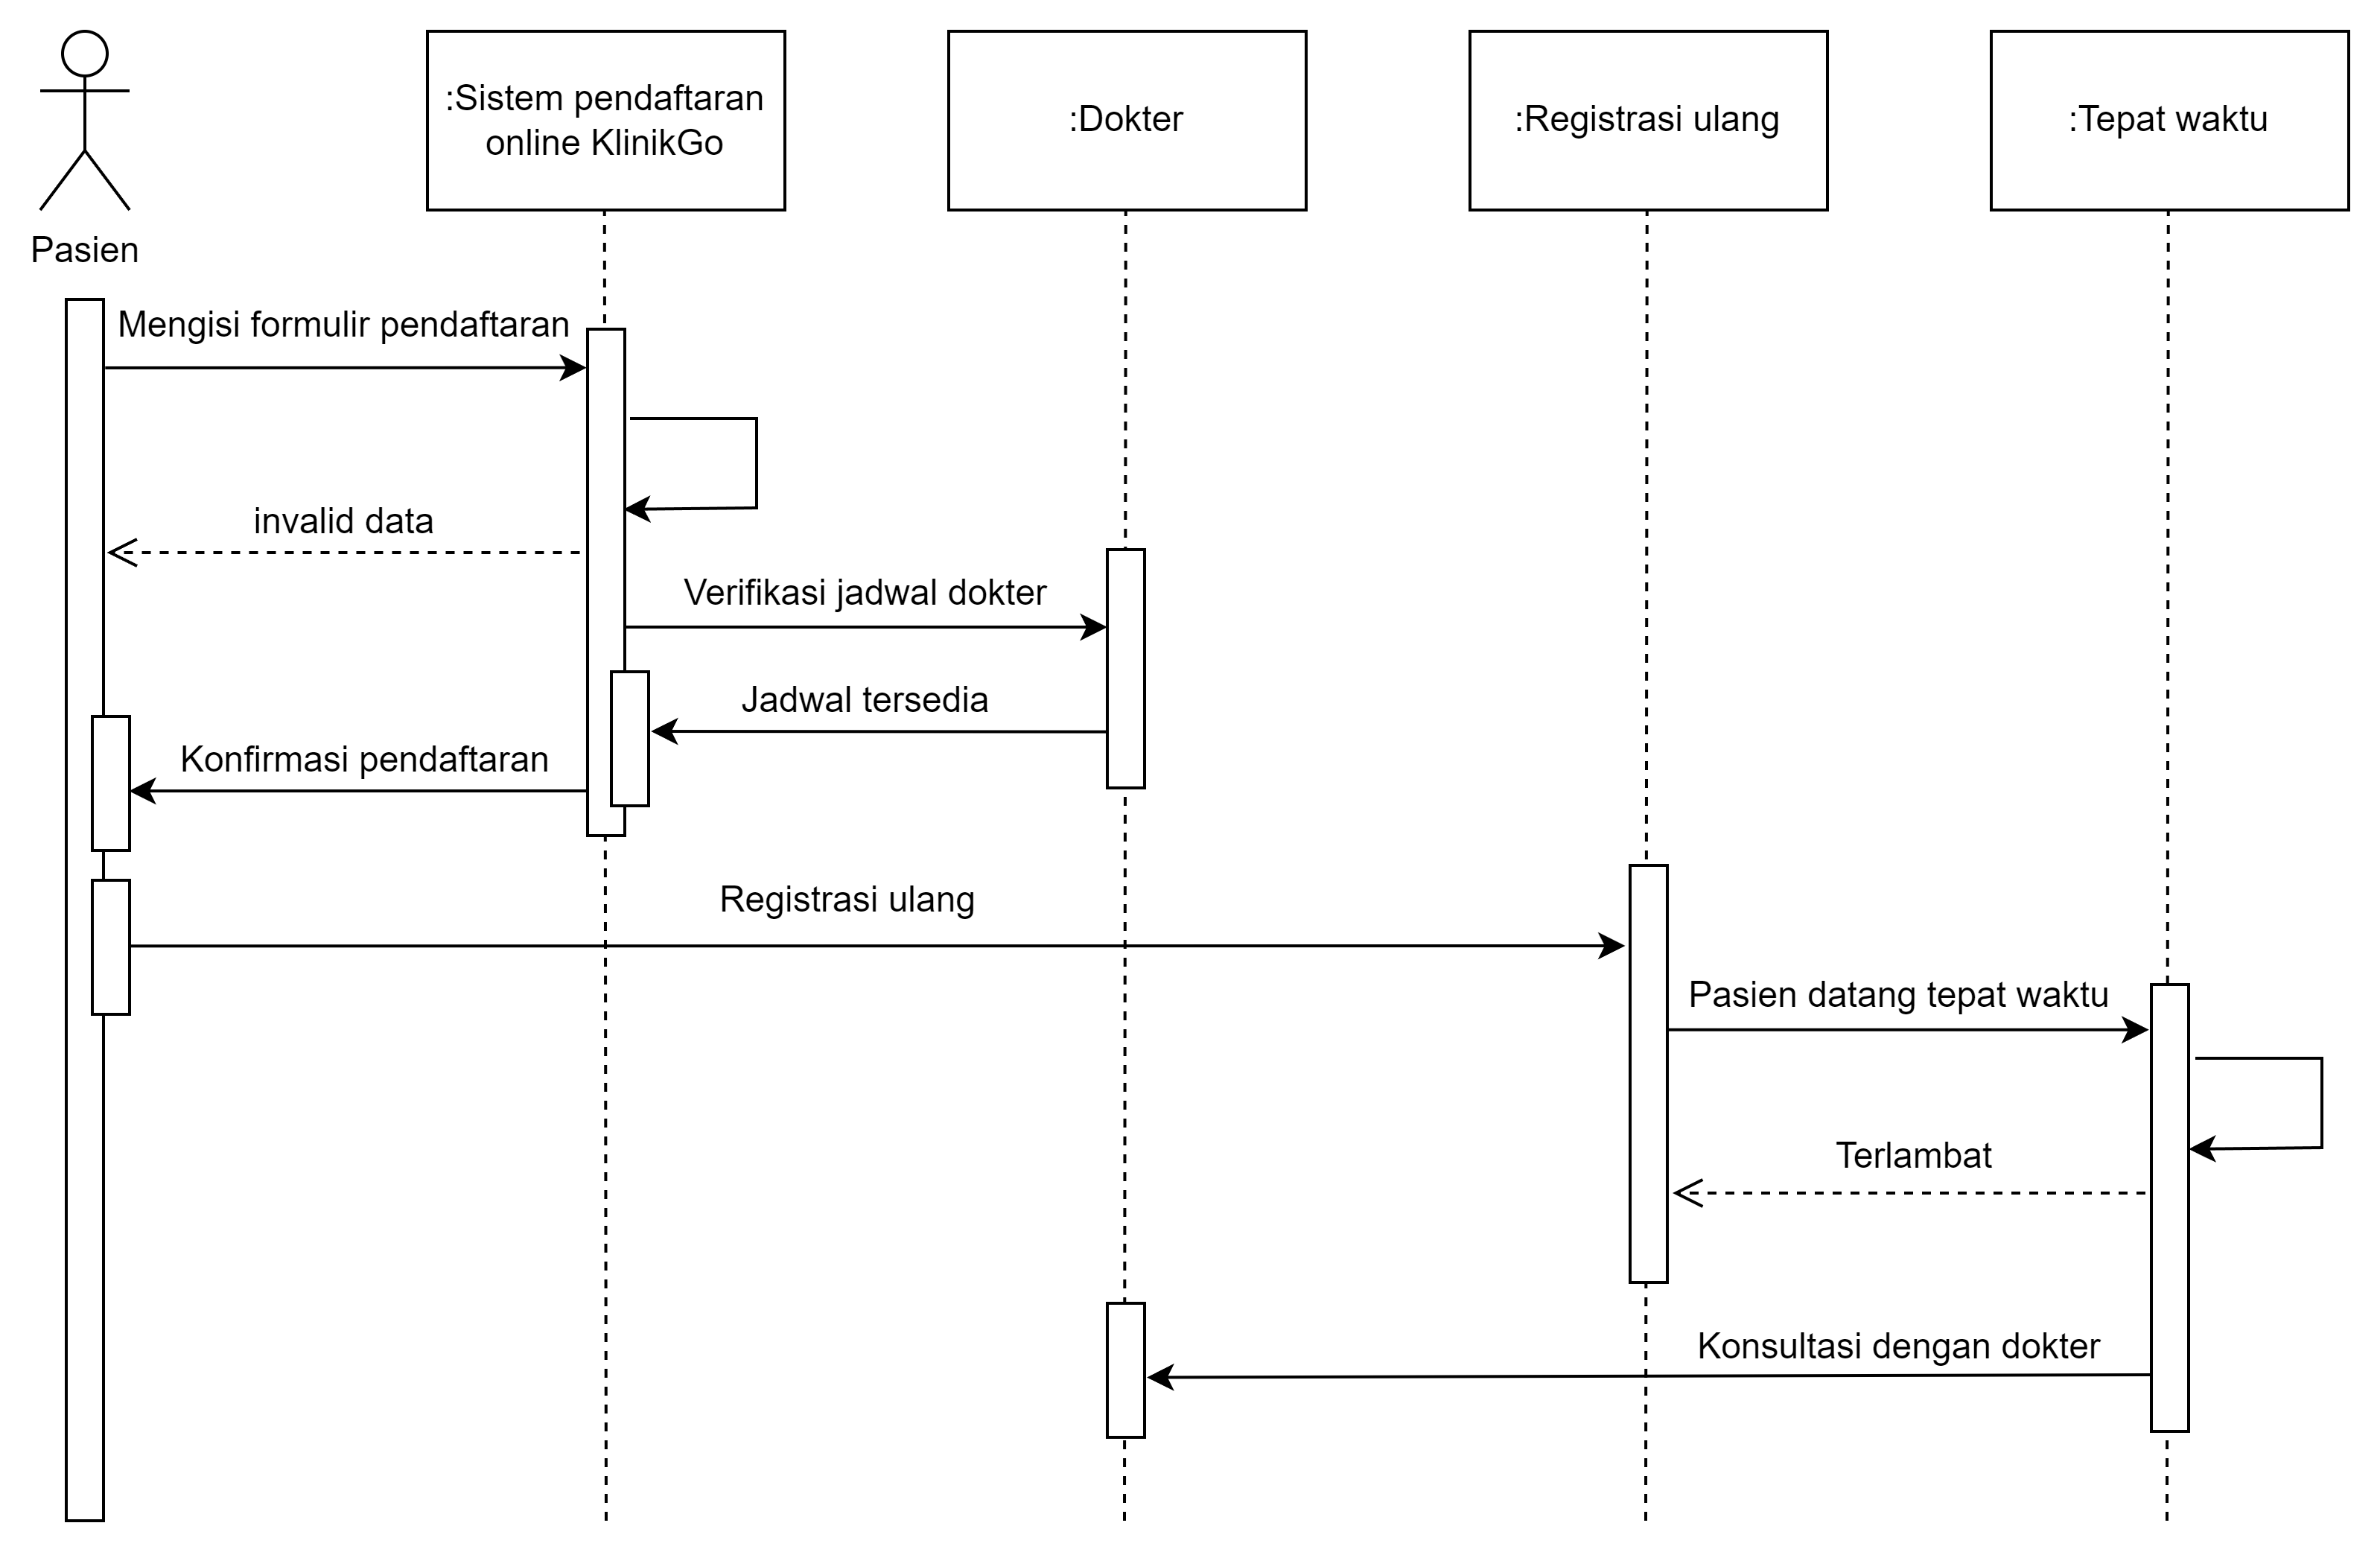 :Sistem pendaftaran
online KlinikGo
:Dokter
:Registrasi ulang
:Tepat waktu
Pasien
Mengisi formulir pendaftaran
invalid data
Verifikasi jadwal dokter
Jadwal tersedia
Konfirmasi pendaftaran
Registrasi ulang
Pasien datang tepat waktu
Terlambat
Konsultasi dengan dokter